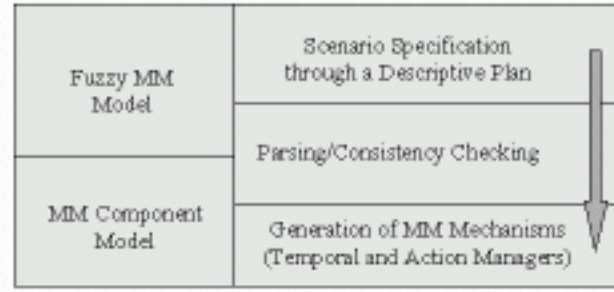 Fuzzy MM
Model
MM Component
Model
Scenario Specification
through a Descriptive Plan
Parsing/Consistency Checking
Generation of MM Mechanisms
(Temporal and Action Managers)